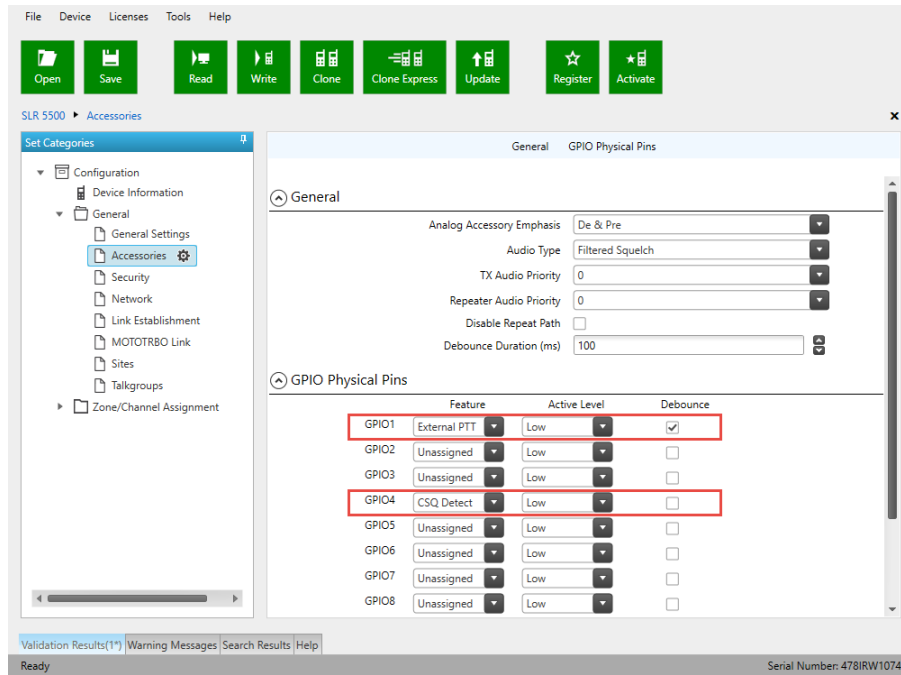 File Device Licenses Tools Help
Open Save Read Write Clone Clone Express Update Register Activate
SLR 5500 Accessories
Set Categories
Configuration
Device Information
General
General Settings
Accessories
Security
Network
Link Establishment
MOTOTRBO Link
Sites
Talkgroups
Zone/Channel Assignment
General GPIO Physical Pins
General
Analog Accessory Emphasis De & Pre
Audio Type Filtered Squelch
TX Audio Priority 0
Repeater Audio Priority 0
Disable Repeat Path
Debounce Duration (ms) 100
GPIO Physical Pins
Feature Active Level Debounce
GPIO1 External PTT Low
GPIO2 Unassigned Low
GPIO3 Unassigned Low
GPIO4 CSQ Detect Low
GPIO5 Unassigned Low
GPIO6 Unassigned Low
GPIO7 Unassigned Low
GPIO8 Unassigned Low
Validation Results(1*) Warning Messages Search Results Help
Ready Serial Number: 478IRW1074